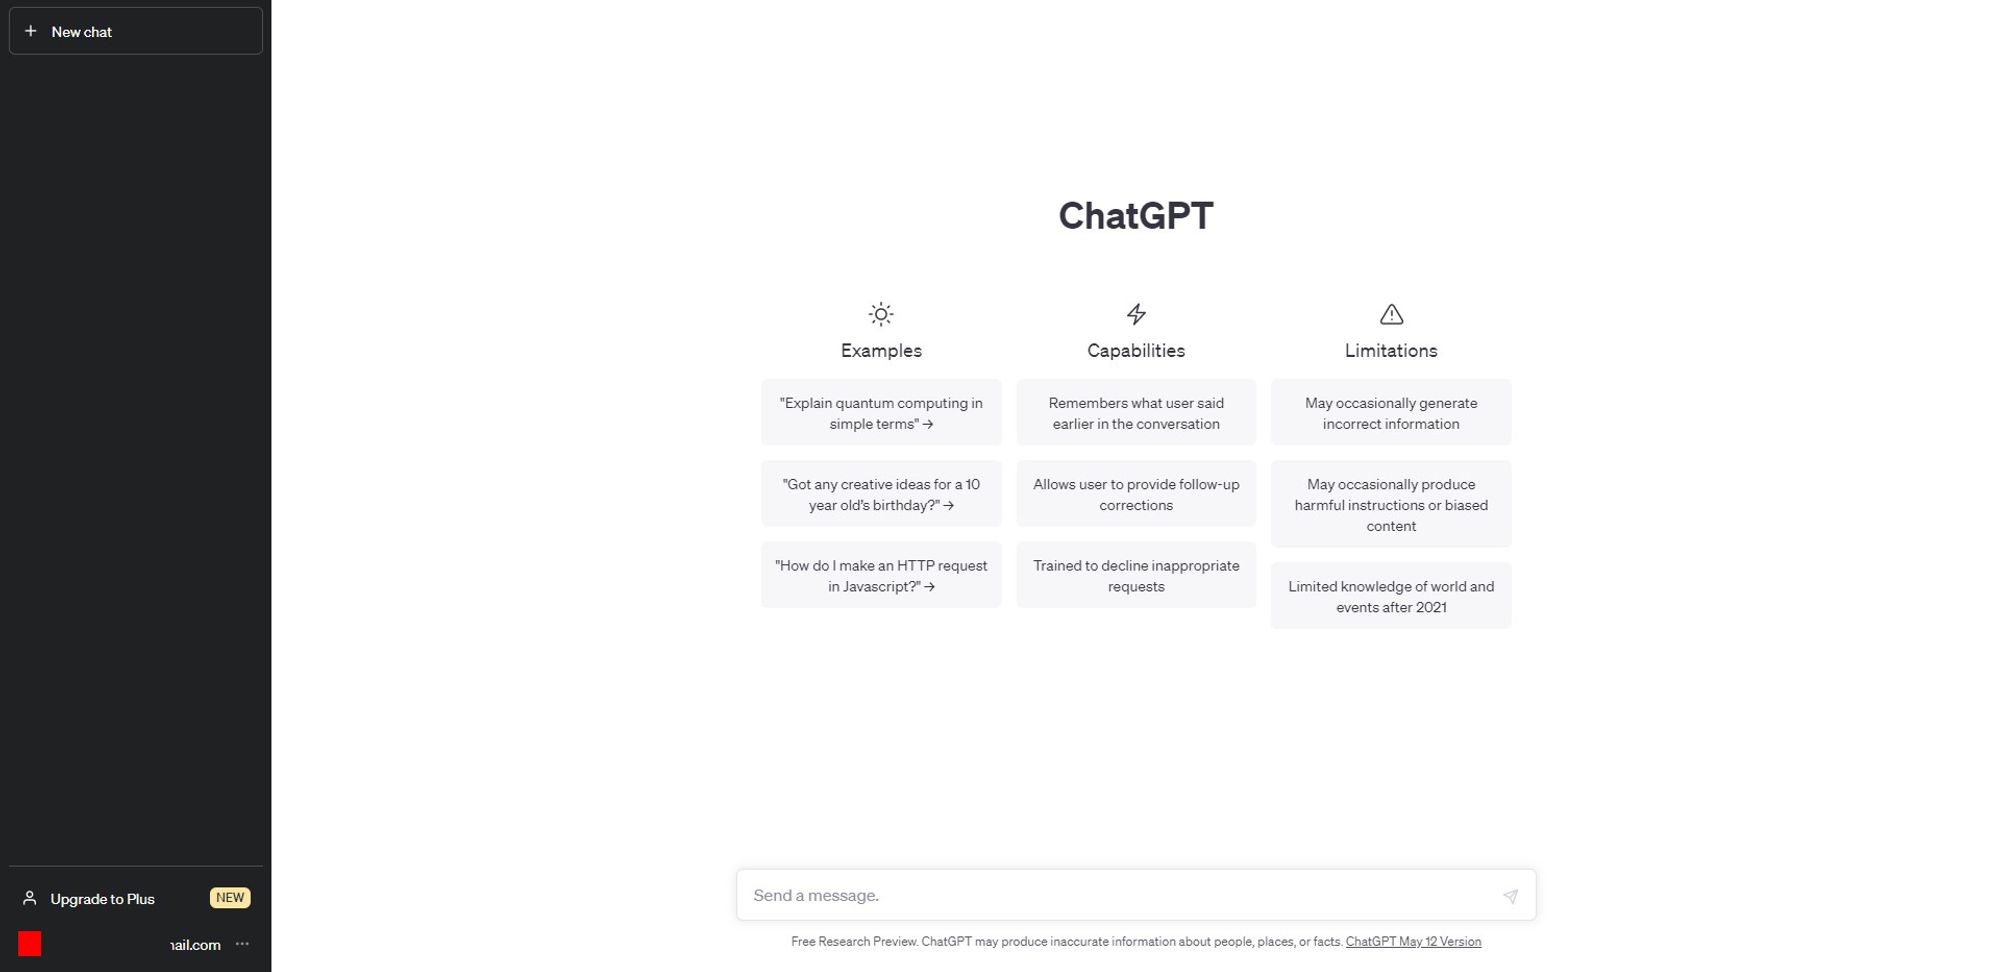 New chat
ChatGPT
Examples
"Explain quantum computing in
simple terms" →
"Got any creative ideas for a 10
year old's birthday?" →
"How do I make an HTTP request
in Javascript?" →
Capabilities
Remembers what user said
earlier in the conversation
Allows user to provide follow-up
corrections
Trained to decline inappropriate
requests
Limitations
May occasionally generate
incorrect information
May occasionally produce
harmful instructions or biased
content
Limited knowledge of world and
events after 2021
Upgrade to Plus NEW
Send a message.
Free Research Preview. ChatGPT may produce inaccurate information about people, places, or facts. ChatGPT May 12 Version